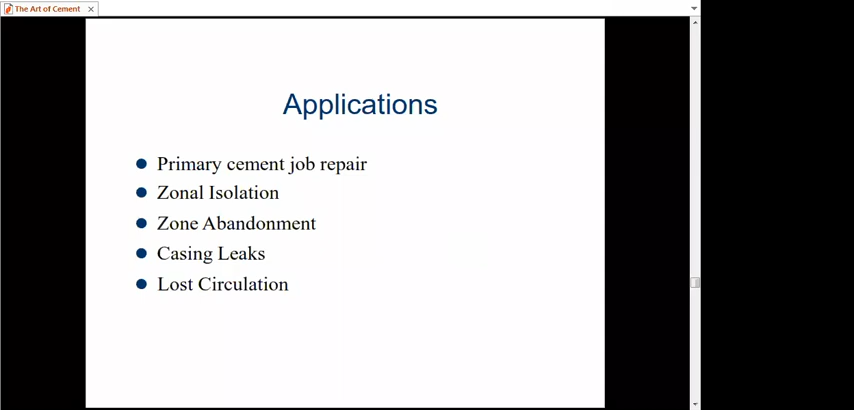 The Art of Cement
Applications
Primary cement job repair
Zonal Isolation
Zone Abandonment
Casing Leaks
Lost Circulation